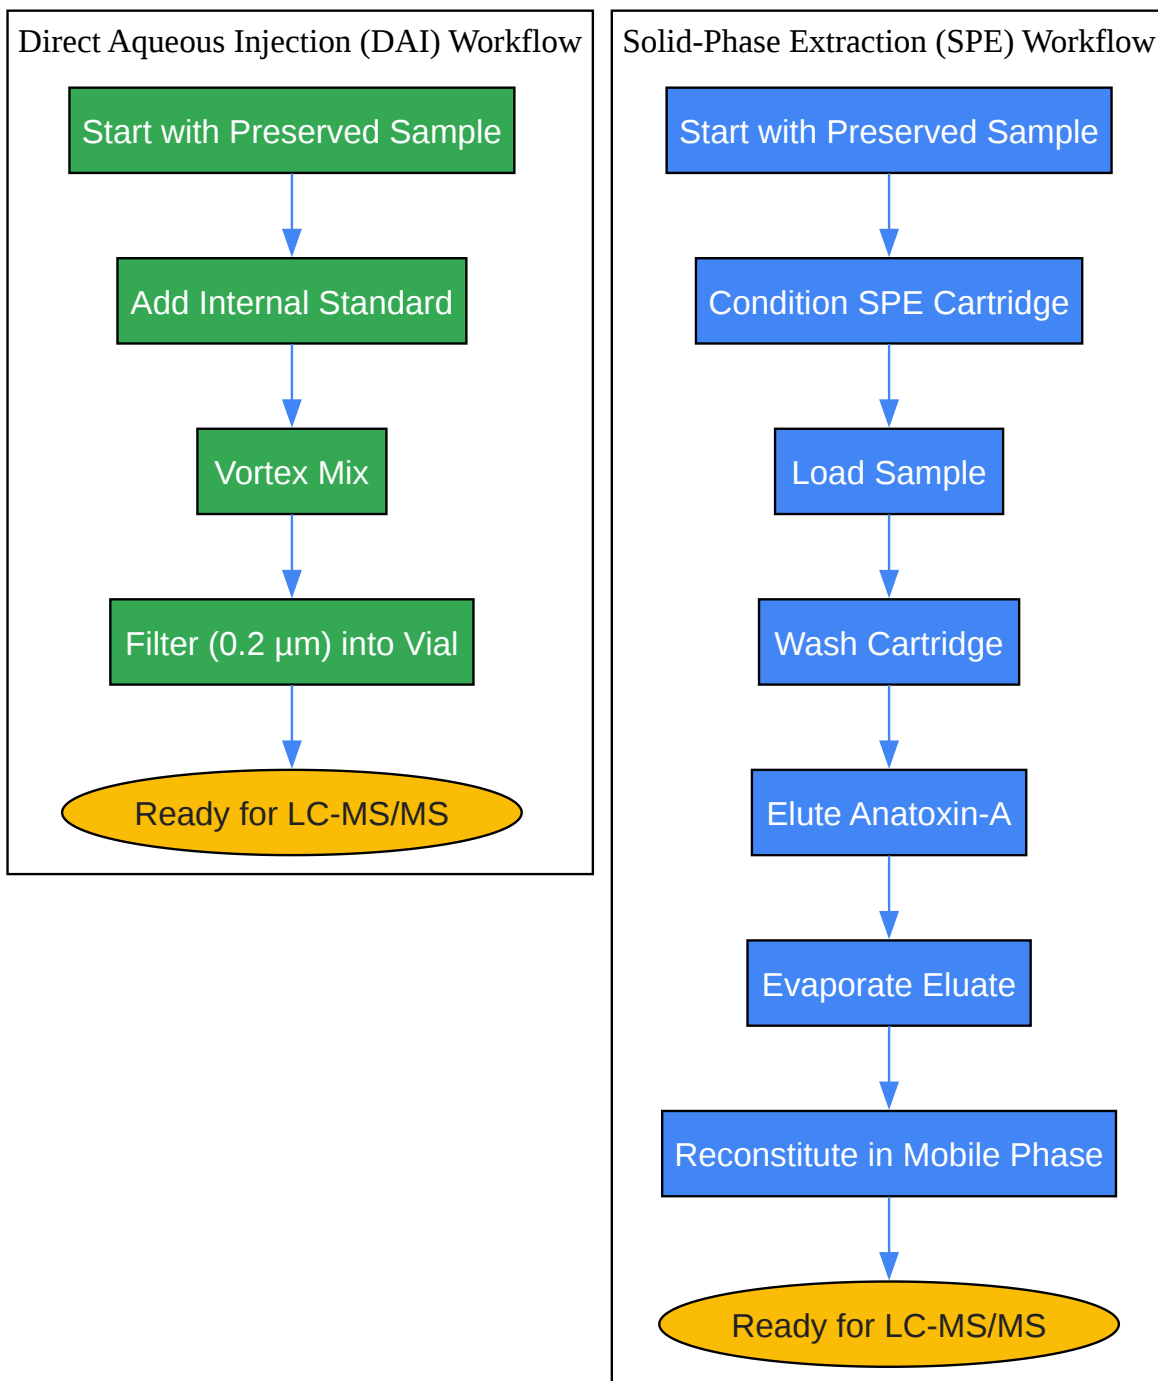 Direct Aqueous Injection (DAI) Workflow
Start with Preserved Sample
Add Internal Standard
Vortex Mix
Filter (0.2 µm) into Vial
Ready for LC-MS/MS
Solid-Phase Extraction (SPE) Workflow
Start with Preserved Sample
Condition SPE Cartridge
Load Sample
Wash Cartridge
Elute Anatoxin-A
Evaporate Eluate
Reconstitute in Mobile Phase
Ready for LC-MS/MS